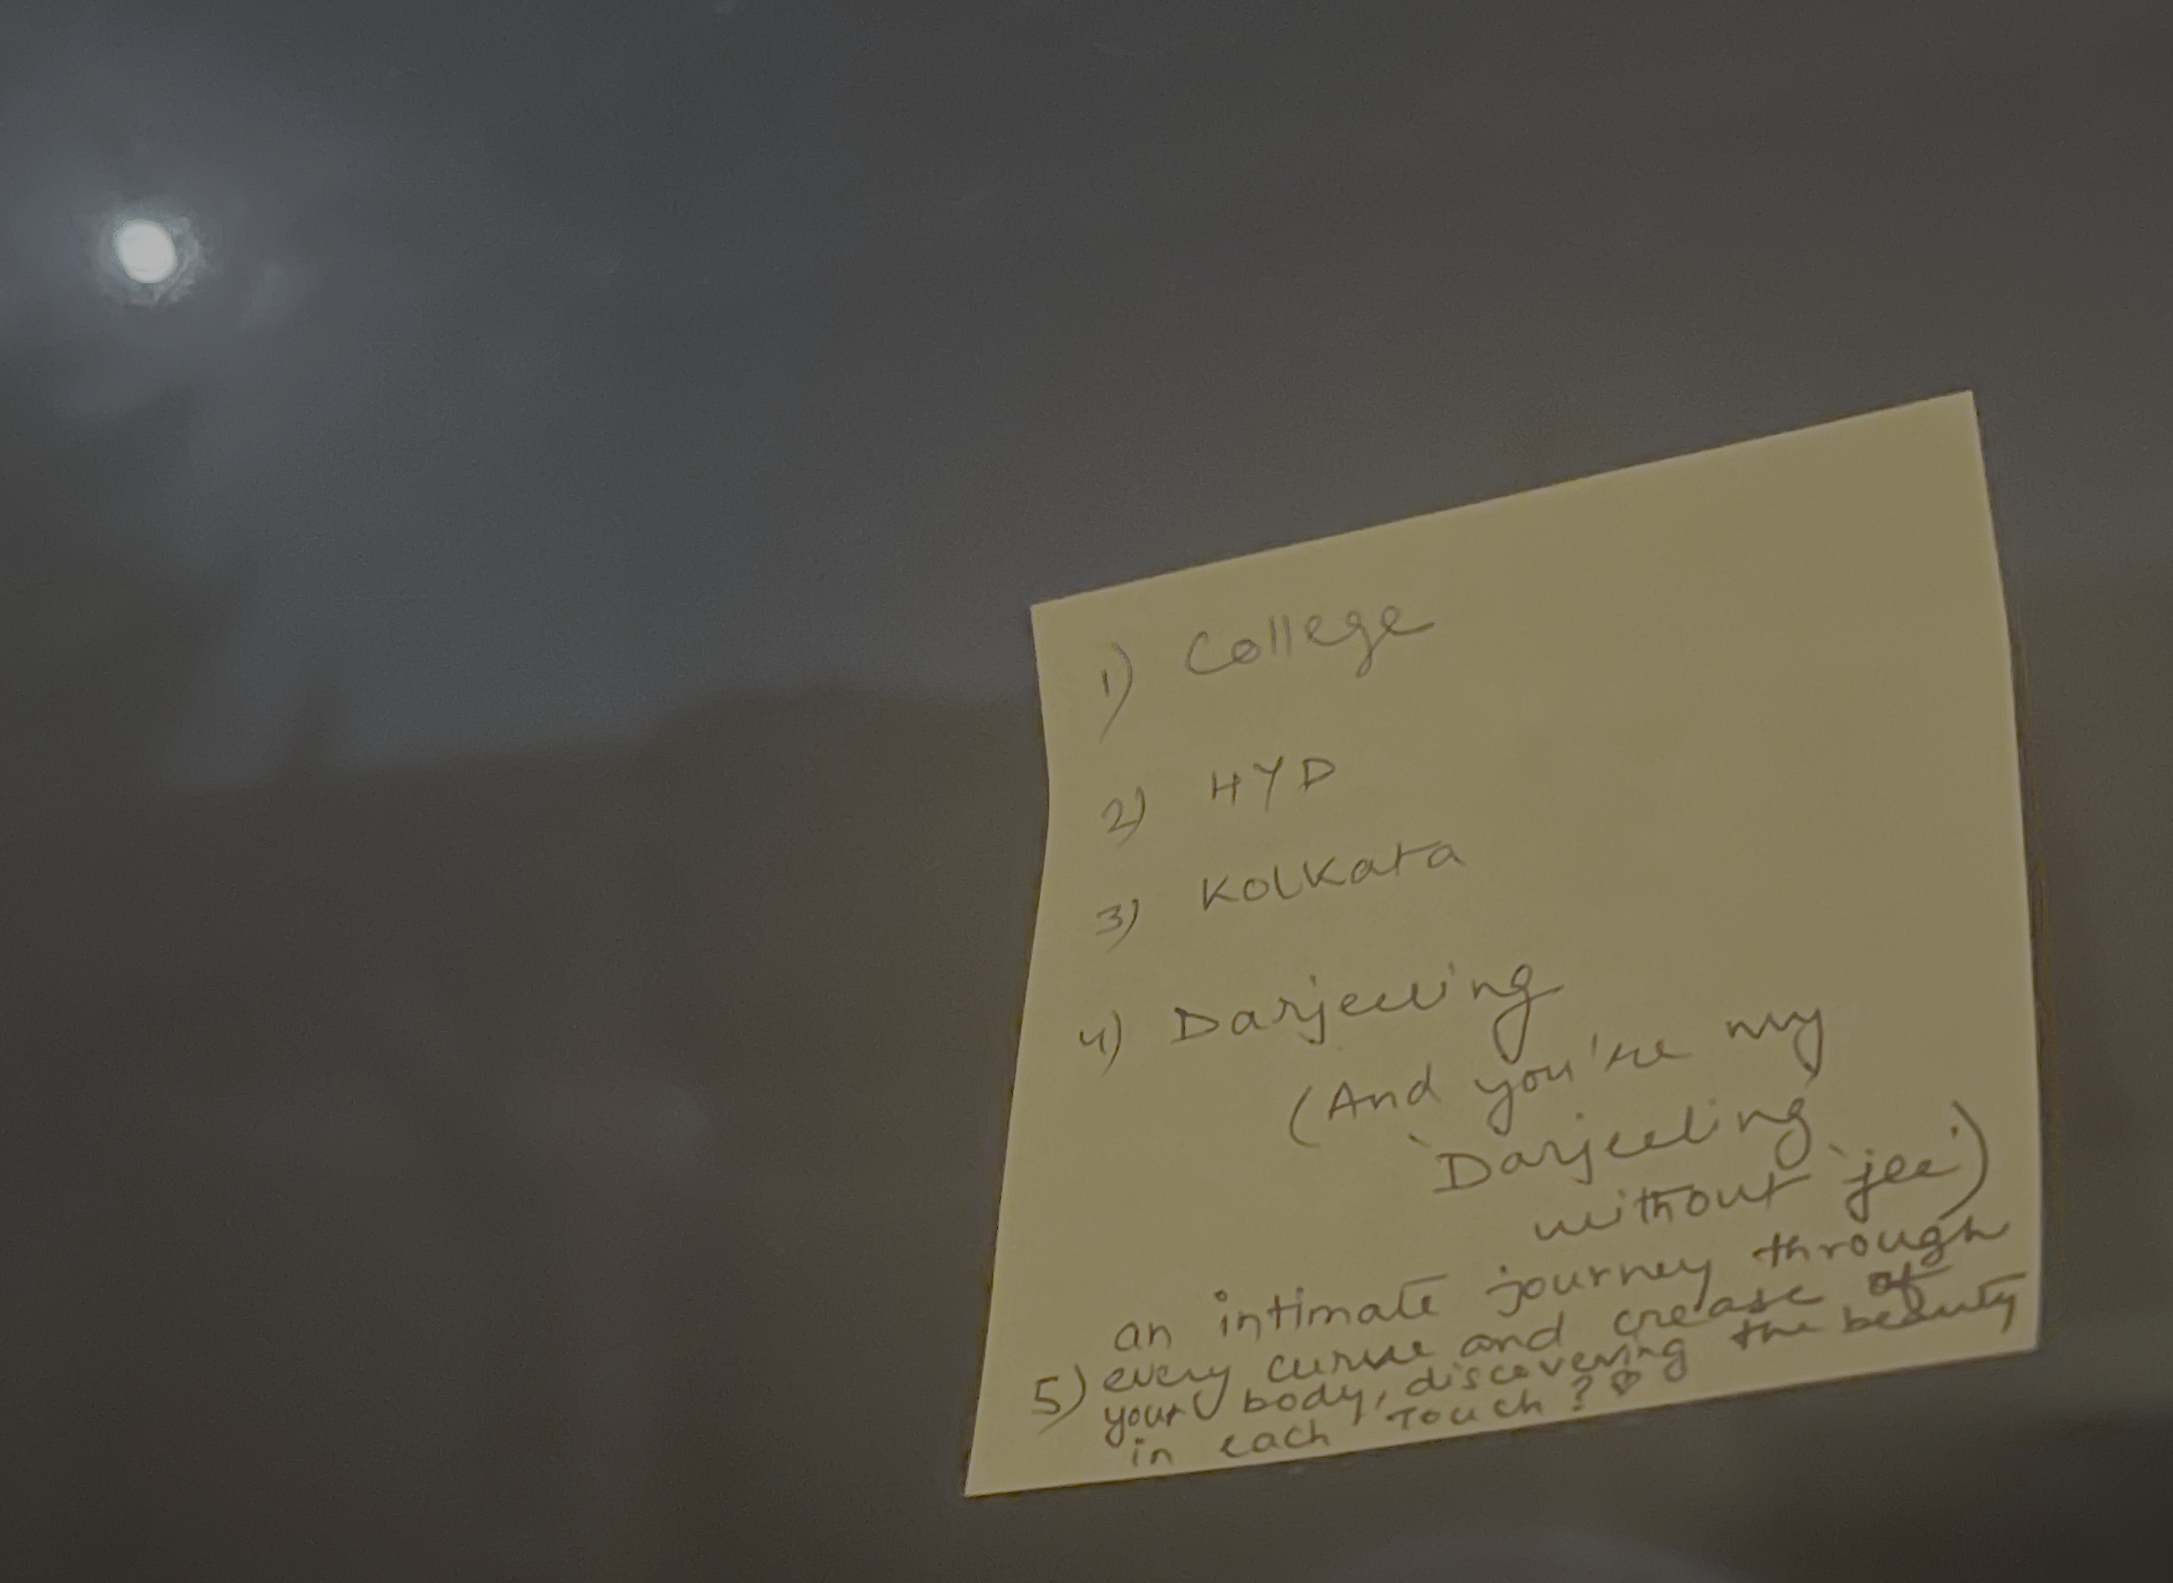 1) College
2) HYD
3) Kolkata
4) Darjeeling
(And you're my
'Darjeeling
without 'jee')
an intimate journey through
5) every curve and crease of
your body, discovering the beauty
in each touch? ♡